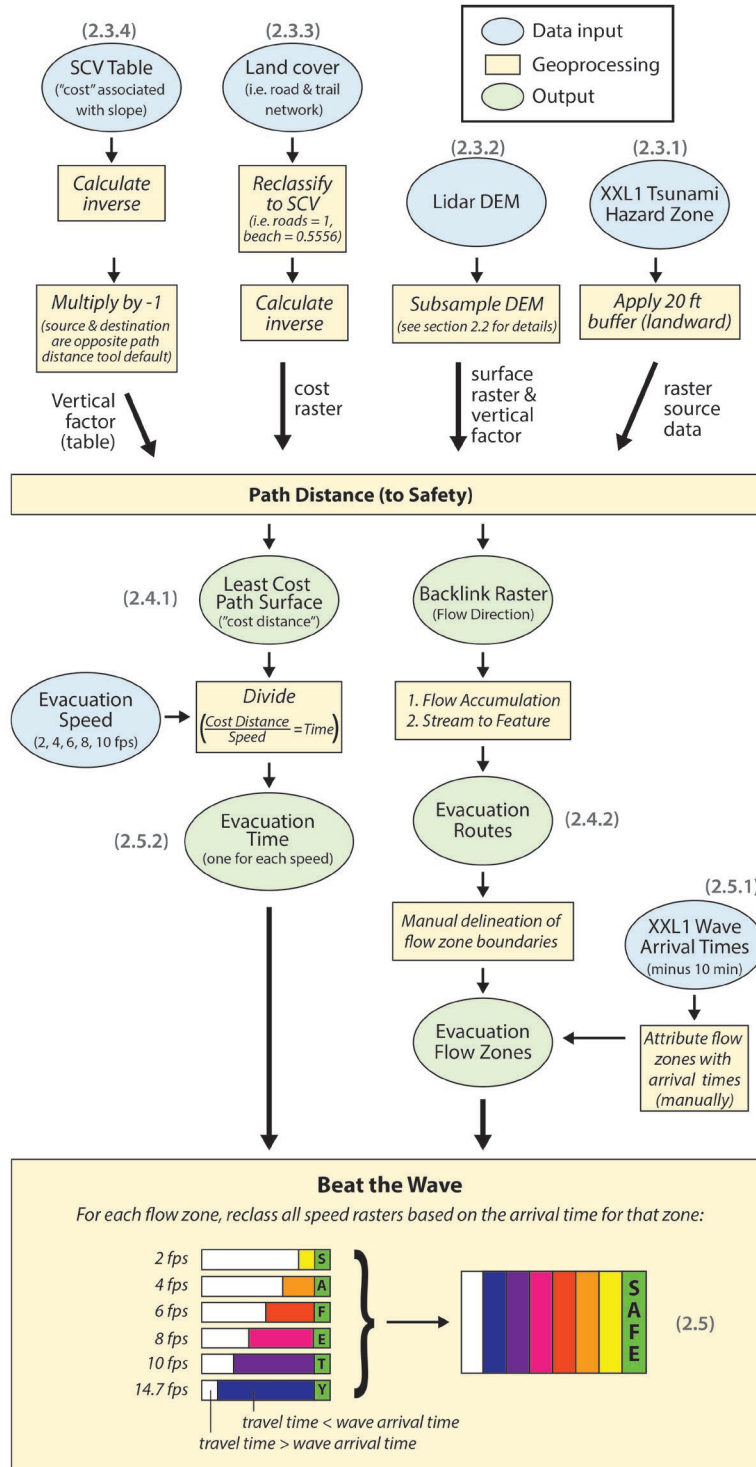 (2.3.4)
SCV Table
("cost" associated
with slope)
Calculate
inverse
Multiply by -1
(source & destination
are opposite path
distance tool default)
Vertical
factor
(table)
(2.3.3)
Land cover
(i.e. road & trail
network)
Reclassify
to SCV
(i.e. roads = 1,
beach = 0.5556)
Calculate
inverse
cost
raster
Data input
Geoprocessing
Output
(2.3.2)
Lidar DEM
Subsample DEM
(see section 2.2 for details)
surface
raster &
vertical
factor
(2.3.1)
XXL1 Tsunami
Hazard Zone
Apply 20 ft
buffer (landward)
raster
source
data
Path Distance (to Safety)
(2.4.1)
Least Cost
Path Surface
("cost distance")
Evacuation
Speed
(2, 4, 6, 8, 10 fps)
Divide
(Cost Distance
Speed
=Time)
(2.5.2)
Evacuation
Time
(one for each speed)
Backlink Raster
(Flow Direction)
1. Flow Accumulation
2. Stream to Feature
Evacuation
Routes
(2.4.2)
Manual delineation of
flow zone boundaries
Evacuation
Flow Zones
(2.5.1)
XXL1 Wave
Arrival Times
(minus 10 min)
Attribute flow
zones with
arrival times
(manually)
Beat the Wave
For each flow zone, reclass all speed rasters based on the arrival time for that zone:
2 fps S
4 fps A
6 fps F
8 fps E
10 fps T
14.7 fps Y
travel time < wave arrival time
travel time > wave arrival time
SAFE
(2.5)